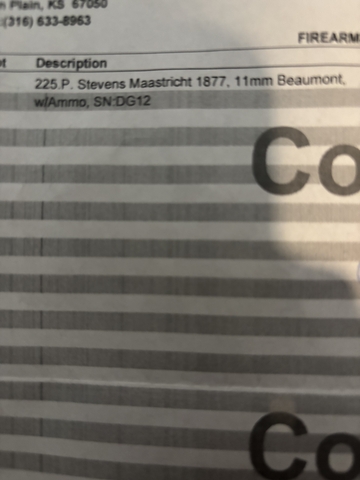 Plain, KS 67050
(316) 633-8963
FIREARM
Description
225.P. Stevens Maastricht 1877, 11mm Beaumont,
w/Ammo, SN:DG12
Co
Co